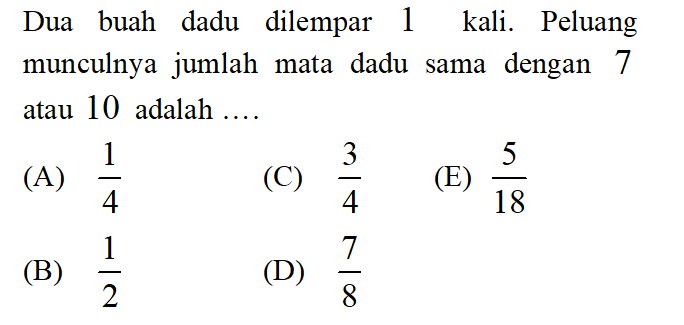 Dua buah dadu dilempar 1 kali. Peluang
munculnya jumlah mata dadu sama dengan 7
atau 10 adalah ....
(A) 1/4 (C) 3/4 (E) 5/18
(B) 1/2 (D) 7/8